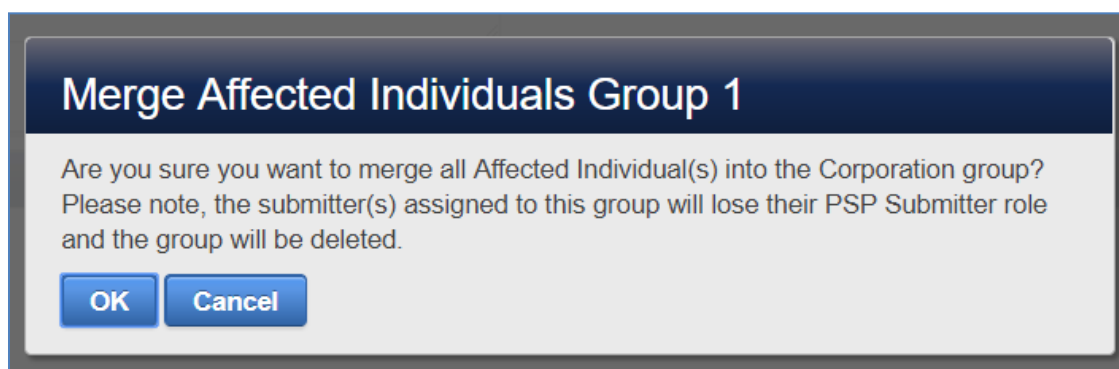 Merge Affected Individuals Group 1
Are you sure you want to merge all Affected Individual(s) into the Corporation group?
Please note, the submitter(s) assigned to this group will lose their PSP Submitter role
and the group will be deleted.
OK Cancel